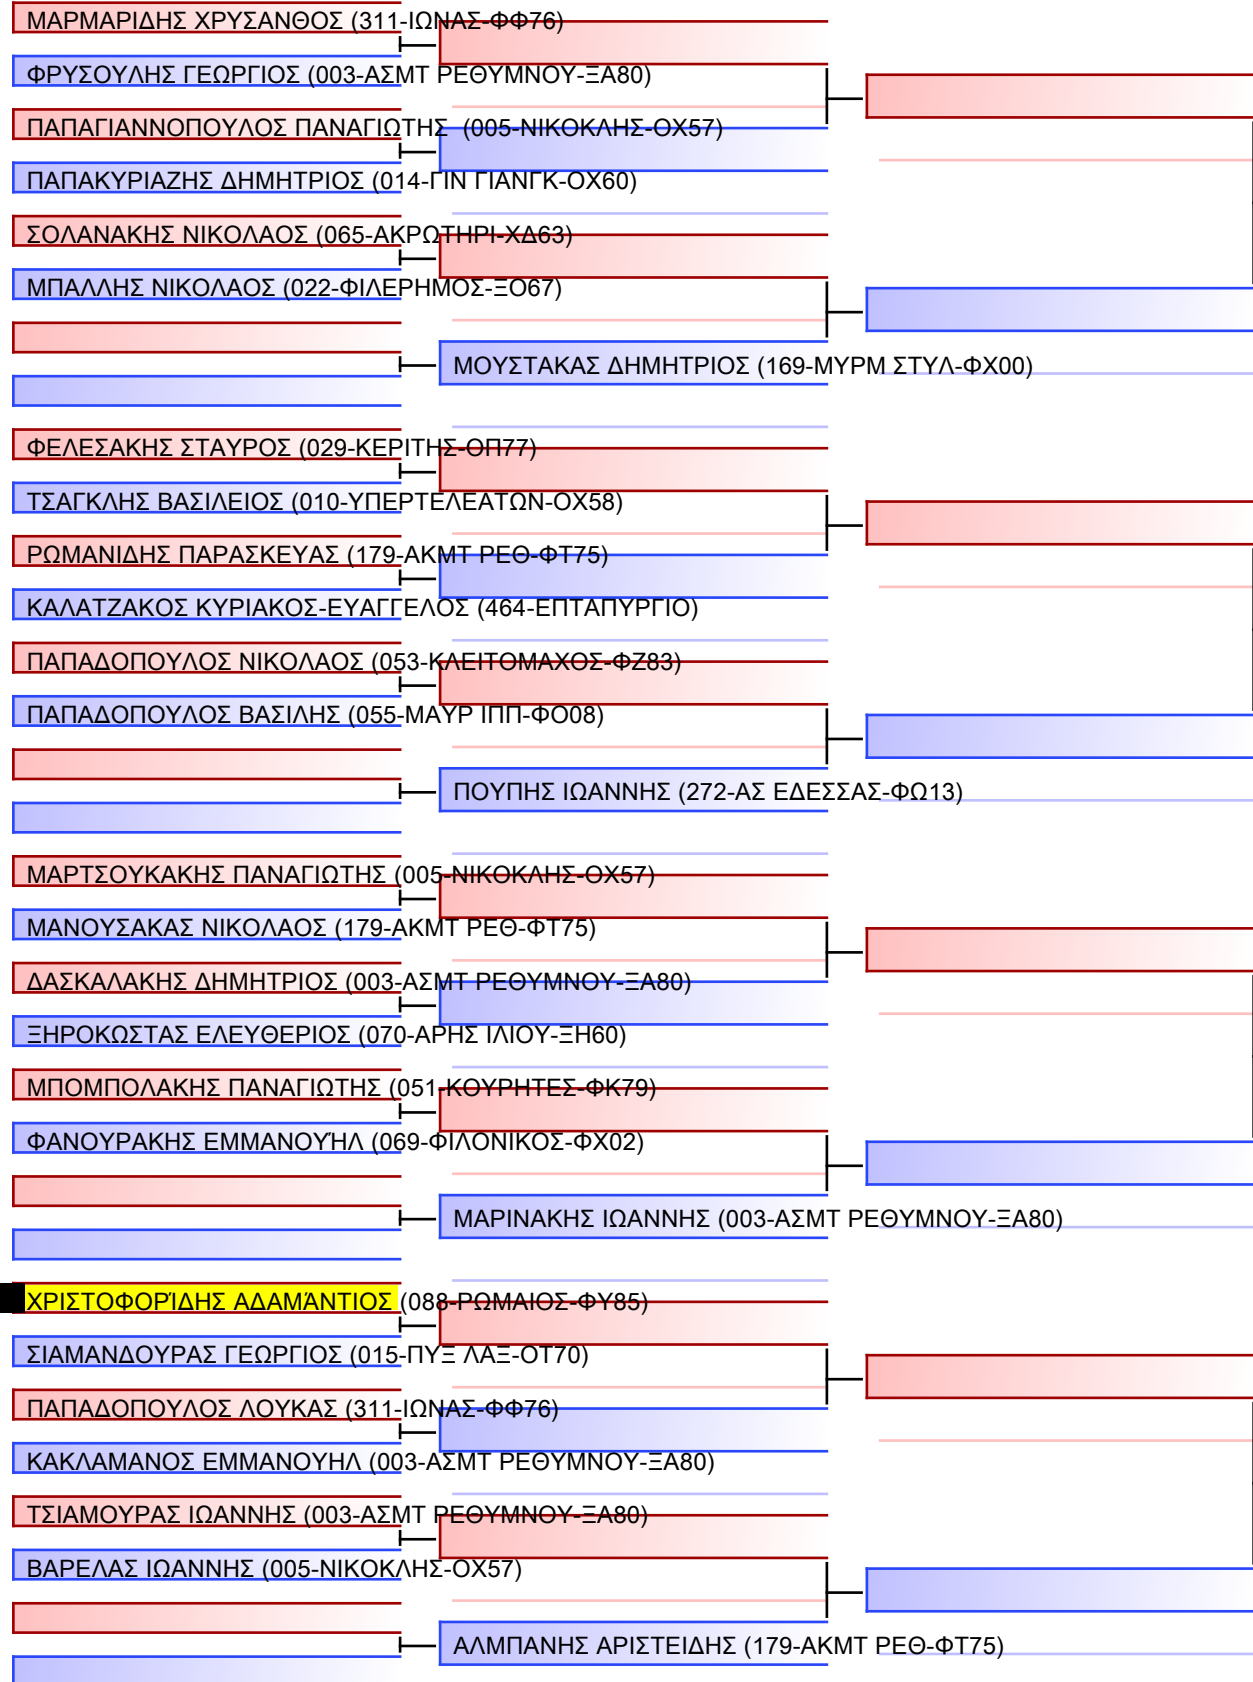 ΜΑΡΜΑΡΙΔΗΣ ΧΡΥΣΑΝΘΟΣ (311-ΙΩΝΑΣ-ΦΦ76)
ΦΡΥΣΟΥΛΗΣ ΓΕΩΡΓΙΟΣ (003-ΑΣΜΤ ΡΕΘΥΜΝΟΥ-ΞΑ80)
ΠΑΠΑΓΙΑΝΝΟΠΟΥΛΟΣ ΠΑΝΑΓΙΩΤΗΣ (005-ΝΙΚΟΚΛΗΣ-ΟΧ57)
ΠΑΠΑΚΥΡΙΑΖΗΣ ΔΗΜΗΤΡΙΟΣ (014-ΓΙΝ ΓΙΑΝΓΚ-ΟΧ60)
ΣΟΛΑΝΑΚΗΣ ΝΙΚΟΛΑΟΣ (065-ΑΚΡΩΤΗΡΙ-ΧΔ63)
ΜΠΑΛΛΗΣ ΝΙΚΟΛΑΟΣ (022-ΦΙΛΕΡΗΜΟΣ-ΞΟ67)
ΜΟΥΣΤΑΚΑΣ ΔΗΜΗΤΡΙΟΣ (169-ΜΥΡΜ ΣΤΥΛ-ΦΧ00)
ΦΕΛΕΣΑΚΗΣ ΣΤΑΥΡΟΣ (029-ΚΕΡΙΤΗΣ-ΟΠ77)
ΤΣΑΓΚΛΗΣ ΒΑΣΙΛΕΙΟΣ (010-ΥΠΕΡΤΕΛΕΑΤΩΝ-ΟΧ58)
ΡΩΜΑΝΙΔΗΣ ΠΑΡΑΣΚΕΥΑΣ (179-ΑΚΜΤ ΡΕΘ-ΦΤ75)
ΚΑΛΑΤΖΑΚΟΣ ΚΥΡΙΑΚΟΣ-ΕΥΑΓΓΕΛΟΣ (464-ΕΠΤΑΠΥΡΓΙΟ)
ΠΑΠΑΔΟΠΟΥΛΟΣ ΝΙΚΟΛΑΟΣ (053-ΚΛΕΙΤΟΜΑΧΟΣ-ΦΖ83)
ΠΑΠΑΔΟΠΟΥΛΟΣ ΒΑΣΙΛΗΣ (055-ΜΑΥΡ ΙΠΠ-ΦΟ08)
ΠΟΥΠΗΣ ΙΩΑΝΝΗΣ (272-ΑΣ ΕΔΕΣΣΑΣ-ΦΩ13)
ΜΑΡΤΣΟΥΚΑΚΗΣ ΠΑΝΑΓΙΩΤΗΣ (005-ΝΙΚΟΚΛΗΣ-ΟΧ57)
ΜΑΝΟΥΣΑΚΑΣ ΝΙΚΟΛΑΟΣ (179-ΑΚΜΤ ΡΕΘ-ΦΤ75)
ΔΑΣΚΑΛΑΚΗΣ ΔΗΜΗΤΡΙΟΣ (003-ΑΣΜΤ ΡΕΘΥΜΝΟΥ-ΞΑ80)
ΞΗΡΟΚΩΣΤΑΣ ΕΛΕΥΘΕΡΙΟΣ (070-ΑΡΗΣ ΙΛΙΟΥ-ΞΗ60)
ΜΠΟΜΠΟΛΑΚΗΣ ΠΑΝΑΓΙΩΤΗΣ (051-ΚΟΥΡΗΤΕΣ-ΦΚ79)
ΦΑΝΟΥΡΑΚΗΣ ΕΜΜΑΝΟΥΉΛ (069-ΦΙΛΟΝΙΚΟΣ-ΦΧ02)
ΜΑΡΙΝΑΚΗΣ ΙΩΑΝΝΗΣ (003-ΑΣΜΤ ΡΕΘΥΜΝΟΥ-ΞΑ80)
ΧΡΙΣΤΟΦΟΡΊΔΗΣ ΑΔΑΜΆΝΤΙΟΣ (088-ΡΩΜΑΙΟΣ-ΦΥ85)
ΣΙΑΜΑΝΔΟΥΡΑΣ ΓΕΩΡΓΙΟΣ (015-ΠΥΞ ΛΑΞ-ΟΤ70)
ΠΑΠΑΔΟΠΟΥΛΟΣ ΛΟΥΚΑΣ (311-ΙΩΝΑΣ-ΦΦ76)
ΚΑΚΛΑΜΑΝΟΣ ΕΜΜΑΝΟΥΗΛ (003-ΑΣΜΤ ΡΕΘΥΜΝΟΥ-ΞΑ80)
ΤΣΙΑΜΟΥΡΑΣ ΙΩΑΝΝΗΣ (003-ΑΣΜΤ ΡΕΘΥΜΝΟΥ-ΞΑ80)
ΒΑΡΕΛΑΣ ΙΩΑΝΝΗΣ (005-ΝΙΚΟΚΛΗΣ-ΟΧ57)
ΑΛΜΠΑΝΗΣ ΑΡΙΣΤΕΙΔΗΣ (179-ΑΚΜΤ ΡΕΘ-ΦΤ75)